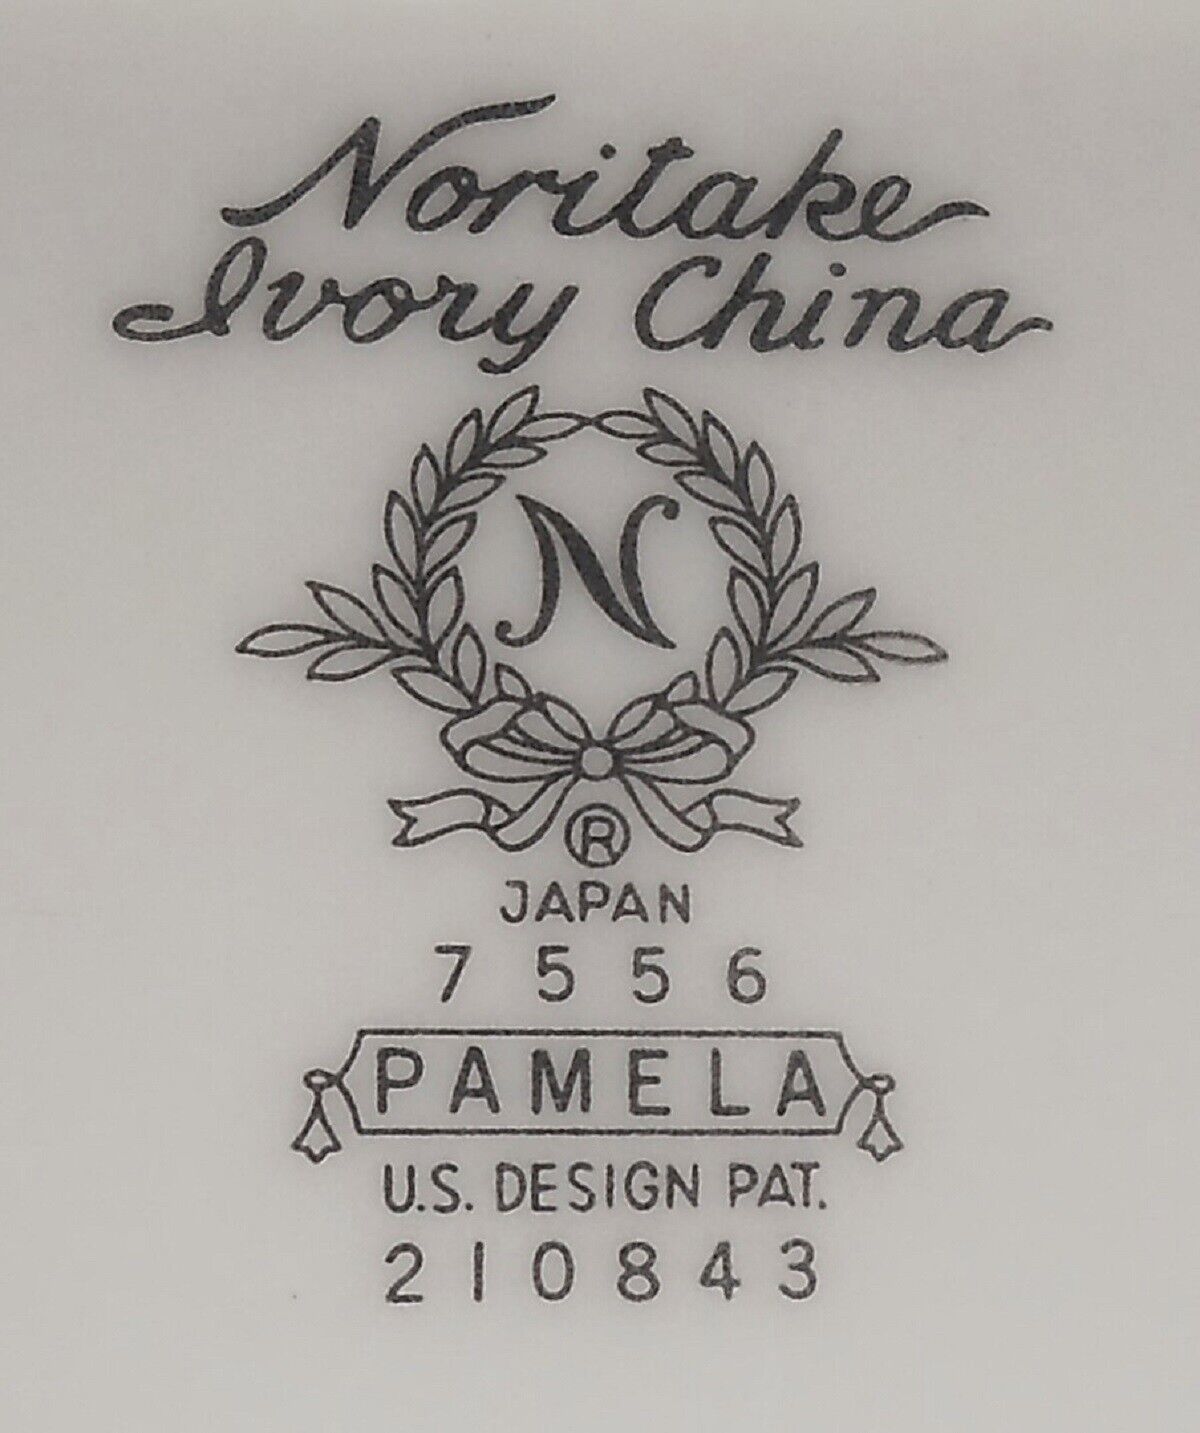 Noritake
Ivory China
N
®
JAPAN
7556
PAMELA
U.S. DESIGN PAT.
210843